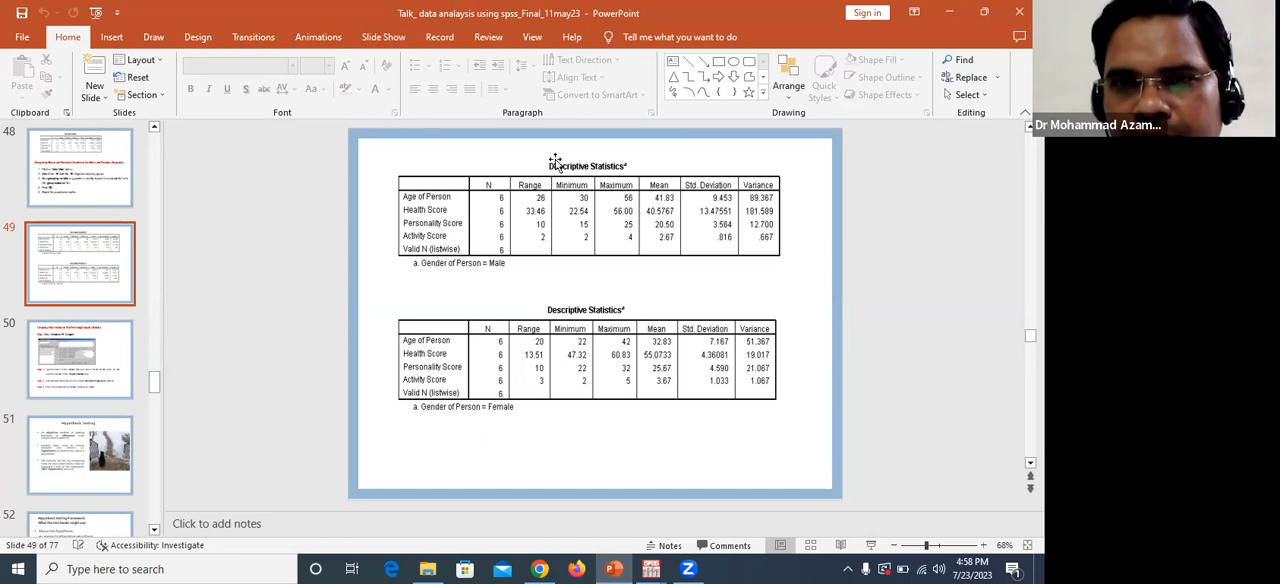 Talk_ data analaysis using spss_Final_11may23 - PowerPoint
Sign in
File Home Insert Draw Design Transitions Animations Slide Show Record Review View Help Tell me what you want to do
Paste
Clipboard
New Slide
Layout
Reset
Section
Slides
B I U S abc AV Aa A
Font
Text Direction
Align Text
Convert to SmartArt
Paragraph
Arrange
Quick Styles
Shape Fill
Shape Outline
Shape Effects
Drawing
Find
Replace
Select
Editing
Dr Mohammad Azam...
48
49
50
51
Hypothesis Testing
52
Descriptive Statisticsa
N Range Minimum Maximum Mean Std. Deviation Variance
Age of Person 6 26 30 56 41.83 9.453 89.367
Health Score 6 33.46 22.54 56.00 40.5767 13.47551 181.589
Personality Score 6 10 15 25 20.50 3.564 12.700
Activity Score 6 2 2 4 2.67 .816 .667
Valid N (listwise) 6
a. Gender of Person = Male
Descriptive Statisticsa
N Range Minimum Maximum Mean Std. Deviation Variance
Age of Person 6 20 22 42 32.83 7.167 51.367
Health Score 6 13.51 47.32 60.83 55.0733 4.36081 19.017
Personality Score 6 10 22 32 25.67 4.590 21.067
Activity Score 6 3 2 5 3.67 1.033 1.067
Valid N (listwise) 6
a. Gender of Person = Female
Click to add notes
Slide 49 of 77 Accessibility: Investigate Notes Comments 68%
Type here to search
4:58 PM
7/23/2023